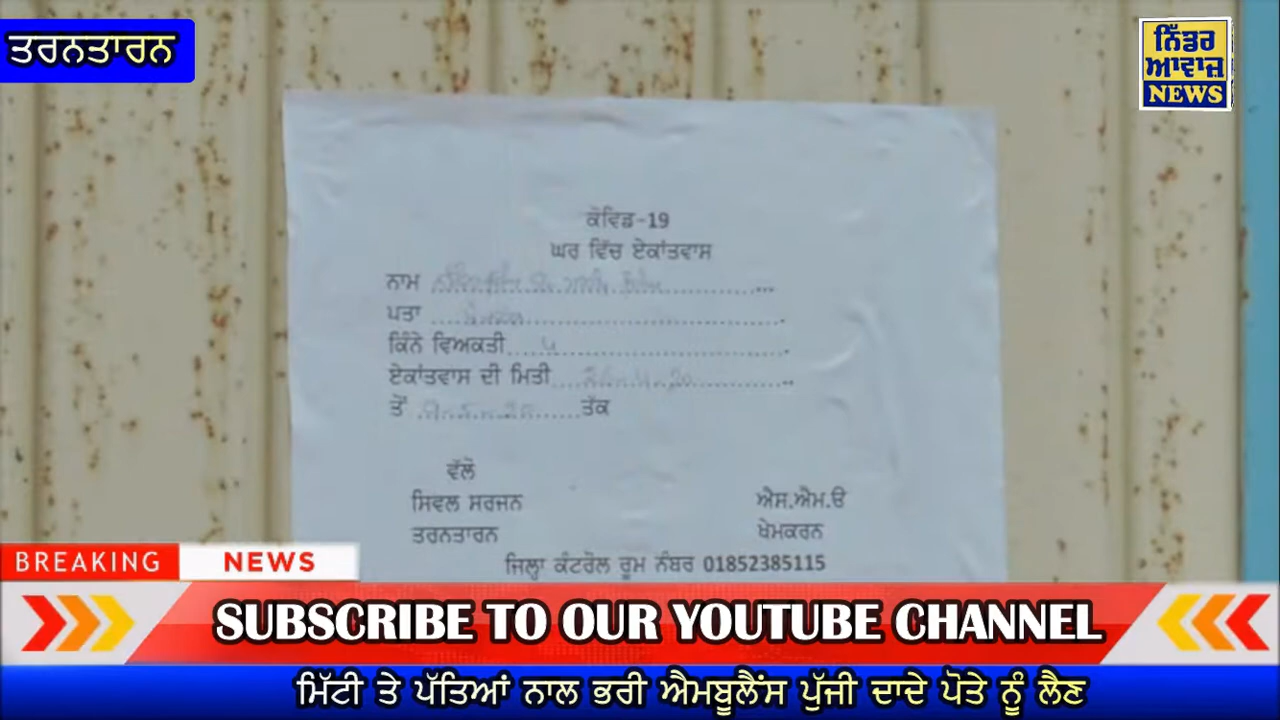 ਤਰਨਤਾਰਨ
ਨਿੱਡਰ
ਆਵਾਜ਼
NEWS
ਕੋਵਿਡ-19
ਘਰ ਵਿੱਚ ਏਕਾਂਤਵਾਸ
ਨਾਮ
ਪਤਾ
ਕਿੰਨੇ ਵਿਅਕਤੀ
ਏਕਾਂਤਵਾਸ ਦੀ ਮਿਤੀ
ਤੋਂ ਤੱਕ
ਵੱਲੋ
ਸਿਵਲ ਸਰਜਨ ਐਸ.ਐਮ.ੳ
ਤਰਨਤਾਰਨ ਖੇਮਕਰਨ
ਜਿਲ੍ਹਾ ਕੰਟਰੋਲ ਰੂਮ ਨੰਬਰ 01852385115
BREAKING NEWS
SUBSCRIBE TO OUR YOUTUBE CHANNEL
ਮਿੱਟੀ ਤੇ ਪੱਤਿਆਂ ਨਾਲ ਭਰੀ ਐਮਬੂਲੈਂਸ ਪੁੱਜੀ ਦਾਦੇ ਪੋਤੇ ਨੂੰ ਲੈਣ